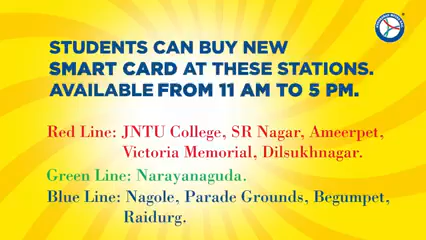 STUDENTS CAN BUY NEW
SMART CARD AT THESE STATIONS.
AVAILABLE FROM 11 AM TO 5 PM.
Red Line: JNTU College, SR Nagar, Ameerpet,
Victoria Memorial, Dilsukhnagar.
Green Line: Narayanaguda.
Blue Line: Nagole, Parade Grounds, Begumpet,
Raidurg.